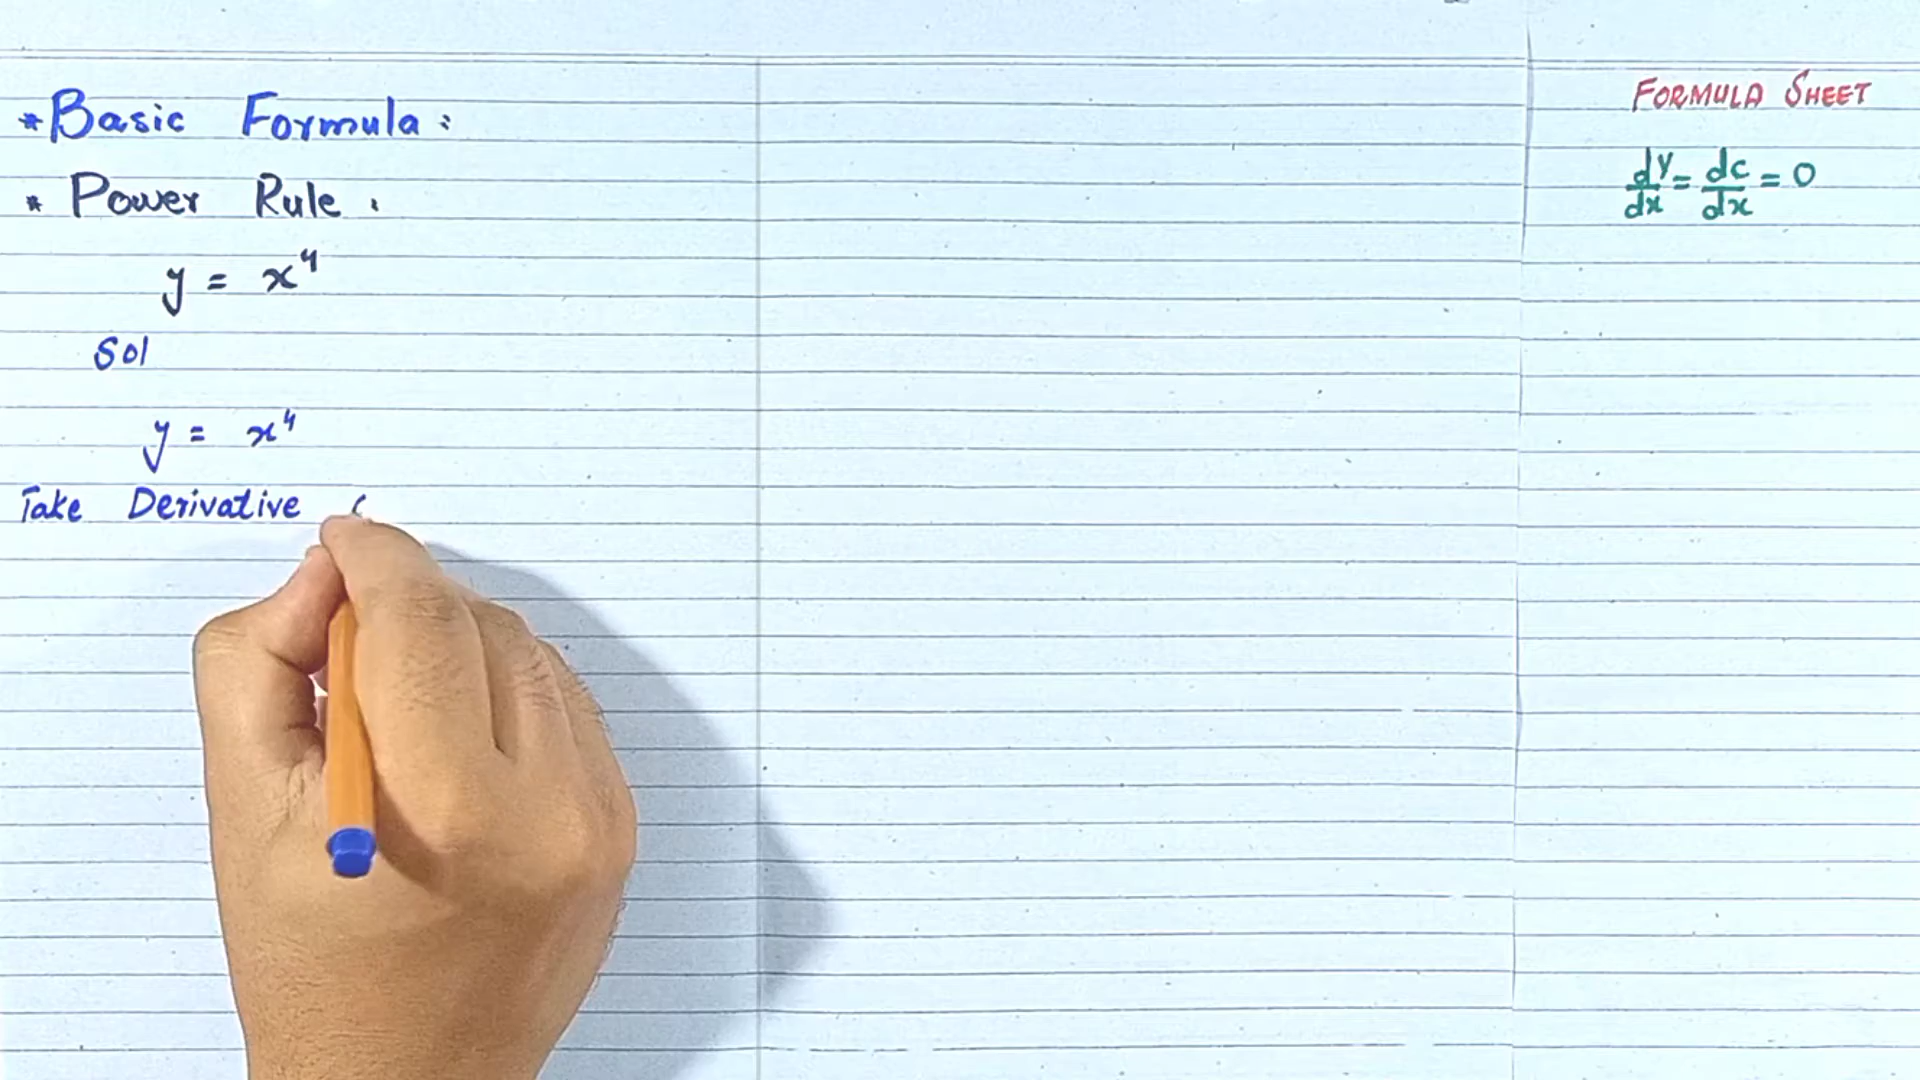 *Basic Formula:
* Power Rule.
y = x⁴
Sol
y = x⁴
Take Derivative
FORMULA SHEET
dy/dx = dc/dx = 0